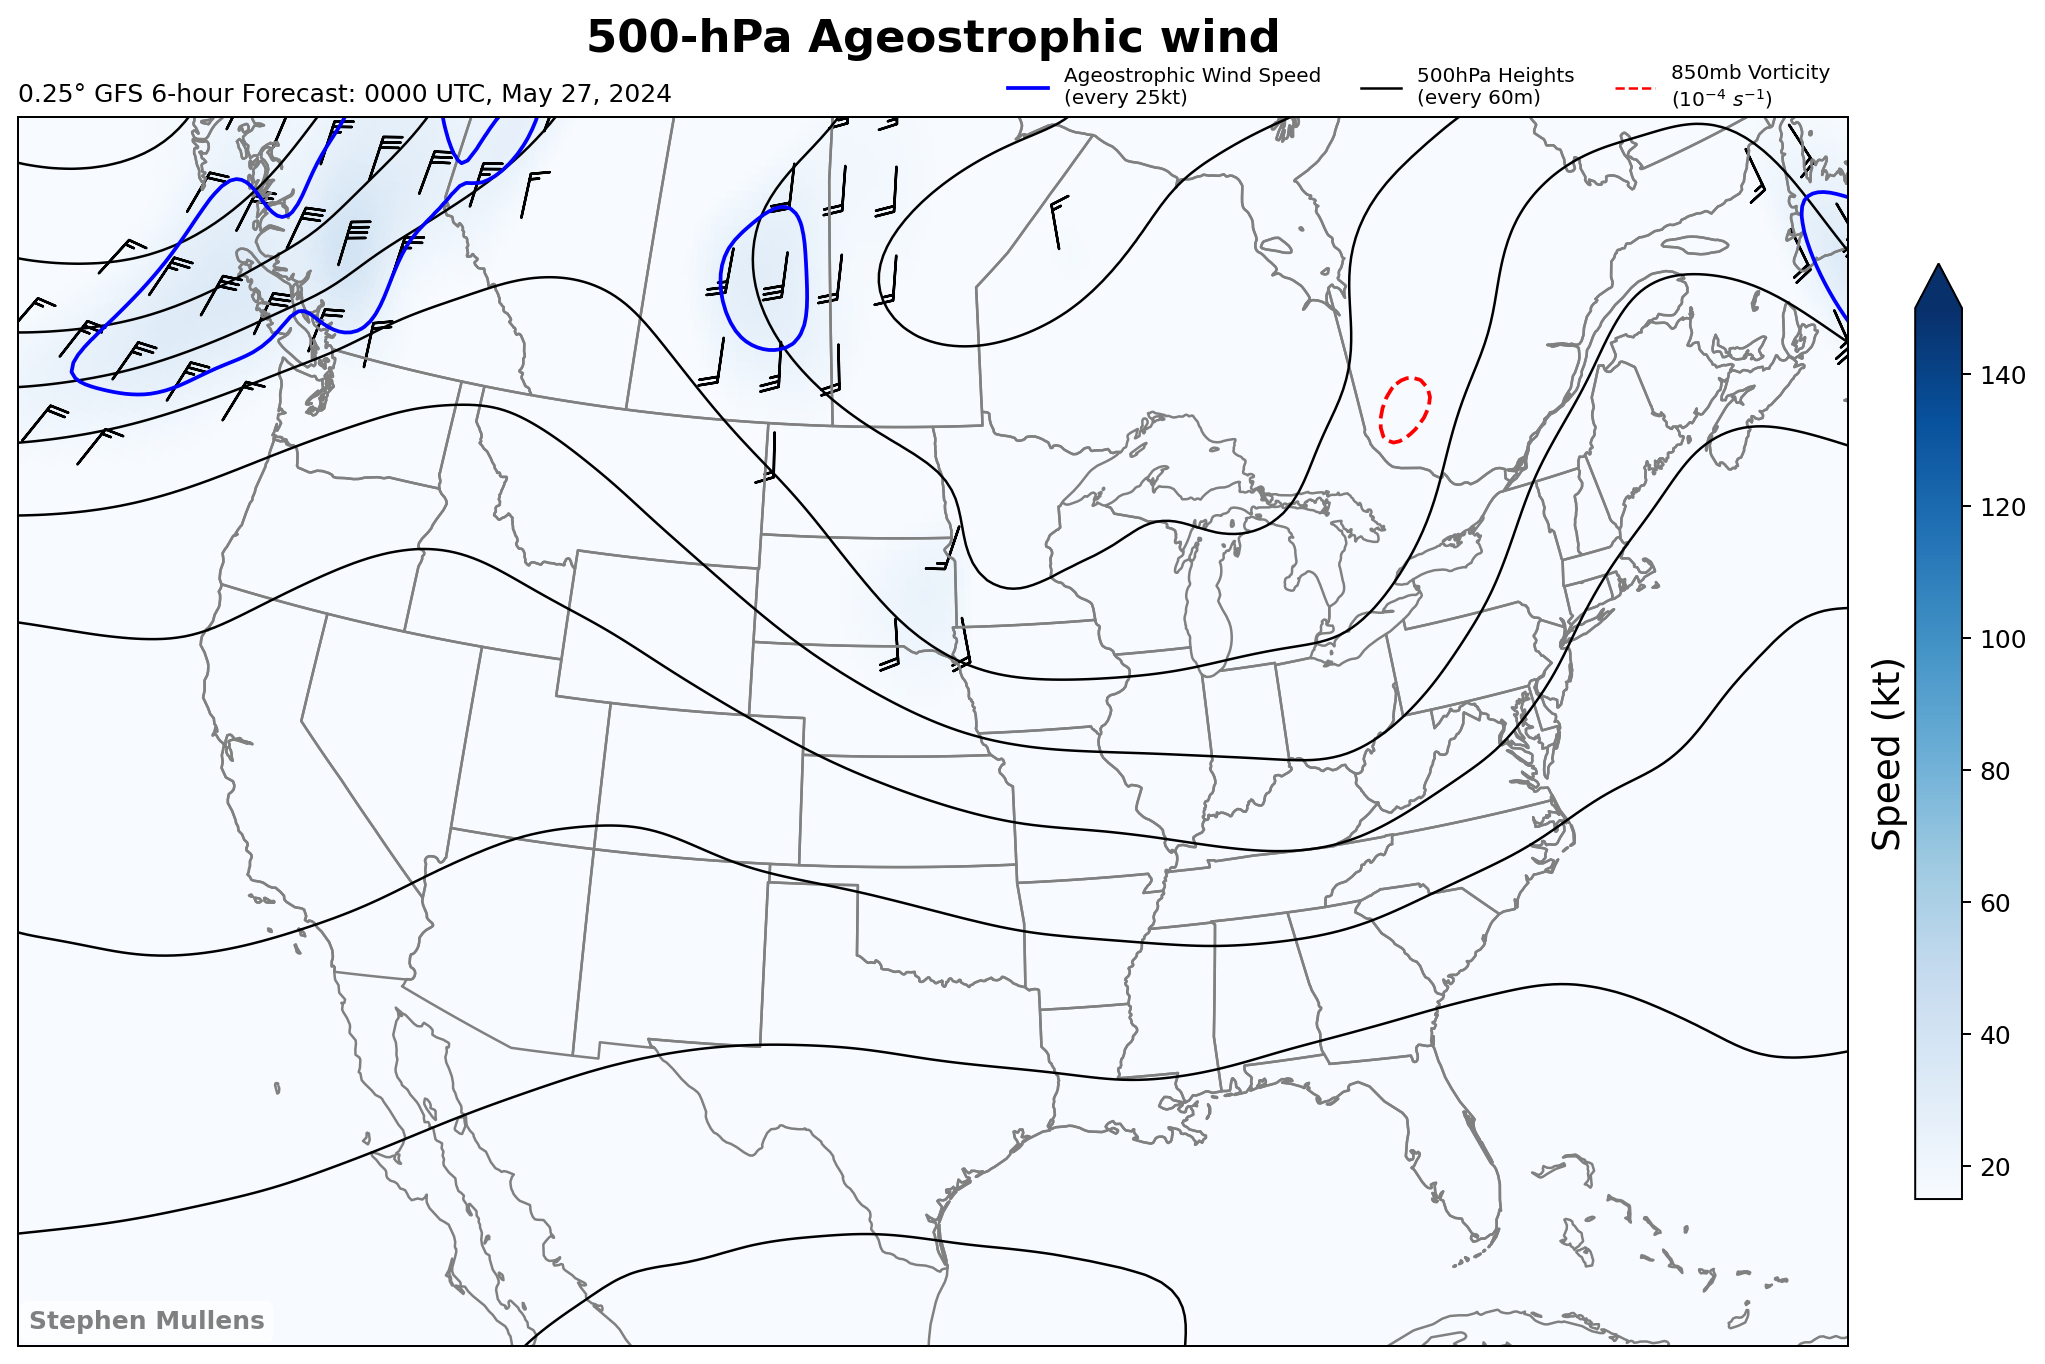 500-hPa Ageostrophic wind
0.25° GFS 6-hour Forecast: 0000 UTC, May 27, 2024
Ageostrophic Wind Speed
(every 25kt)
500hPa Heights
(every 60m)
850mb Vorticity
(10⁻⁴ s⁻¹)
140
120
100
80
60
40
20
Speed (kt)
Stephen Mullens